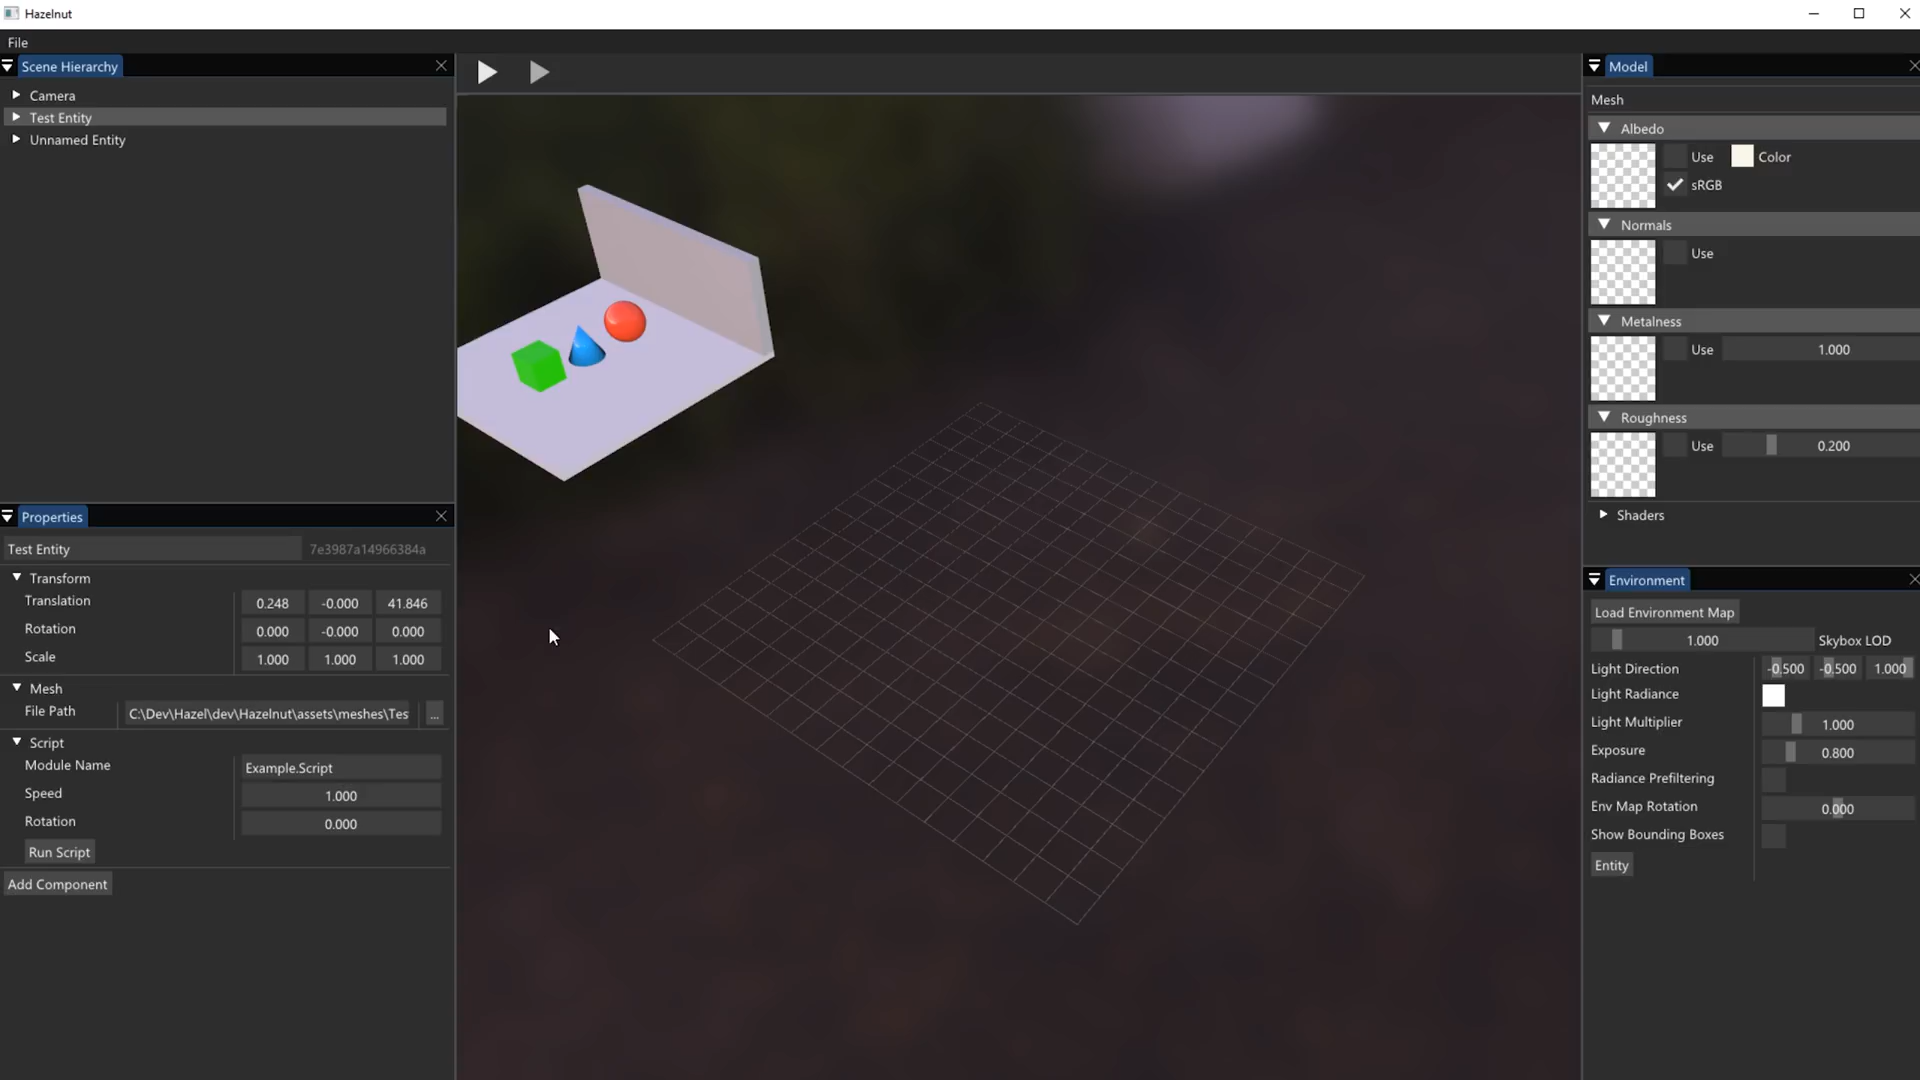 Hazelnut
File
Scene Hierarchy
Camera
Test Entity
Unnamed Entity
Properties
Test Entity 7e3987a14966384a
Transform
Translation 0.248 -0.000 41.846
Rotation 0.000 -0.000 0.000
Scale 1.000 1.000 1.000
Mesh
File Path C:\Dev\Hazel\dev\Hazelnut\assets\meshes\Tes ...
Script
Module Name Example.Script
Speed 1.000
Rotation 0.000
Run Script
Add Component
Model
Mesh
Albedo
Use Color
sRGB
Normals
Use
Metalness
Use 1.000
Roughness
Use 0.200
Shaders
Environment
Load Environment Map
1.000 Skybox LOD
Light Direction -0.500 -0.500 1.000
Light Radiance
Light Multiplier 1.000
Exposure 0.800
Radiance Prefiltering
Env Map Rotation 0.000
Show Bounding Boxes
Entity